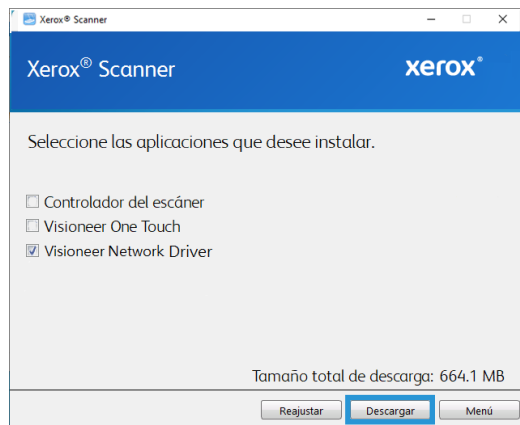 Xerox® Scanner
Xerox® Scanner xerox®
Seleccione las aplicaciones que desee instalar.
Controlador del escáner
Visioneer One Touch
Visioneer Network Driver
Tamaño total de descarga: 664.1 MB
Reajustar Descargar Menú